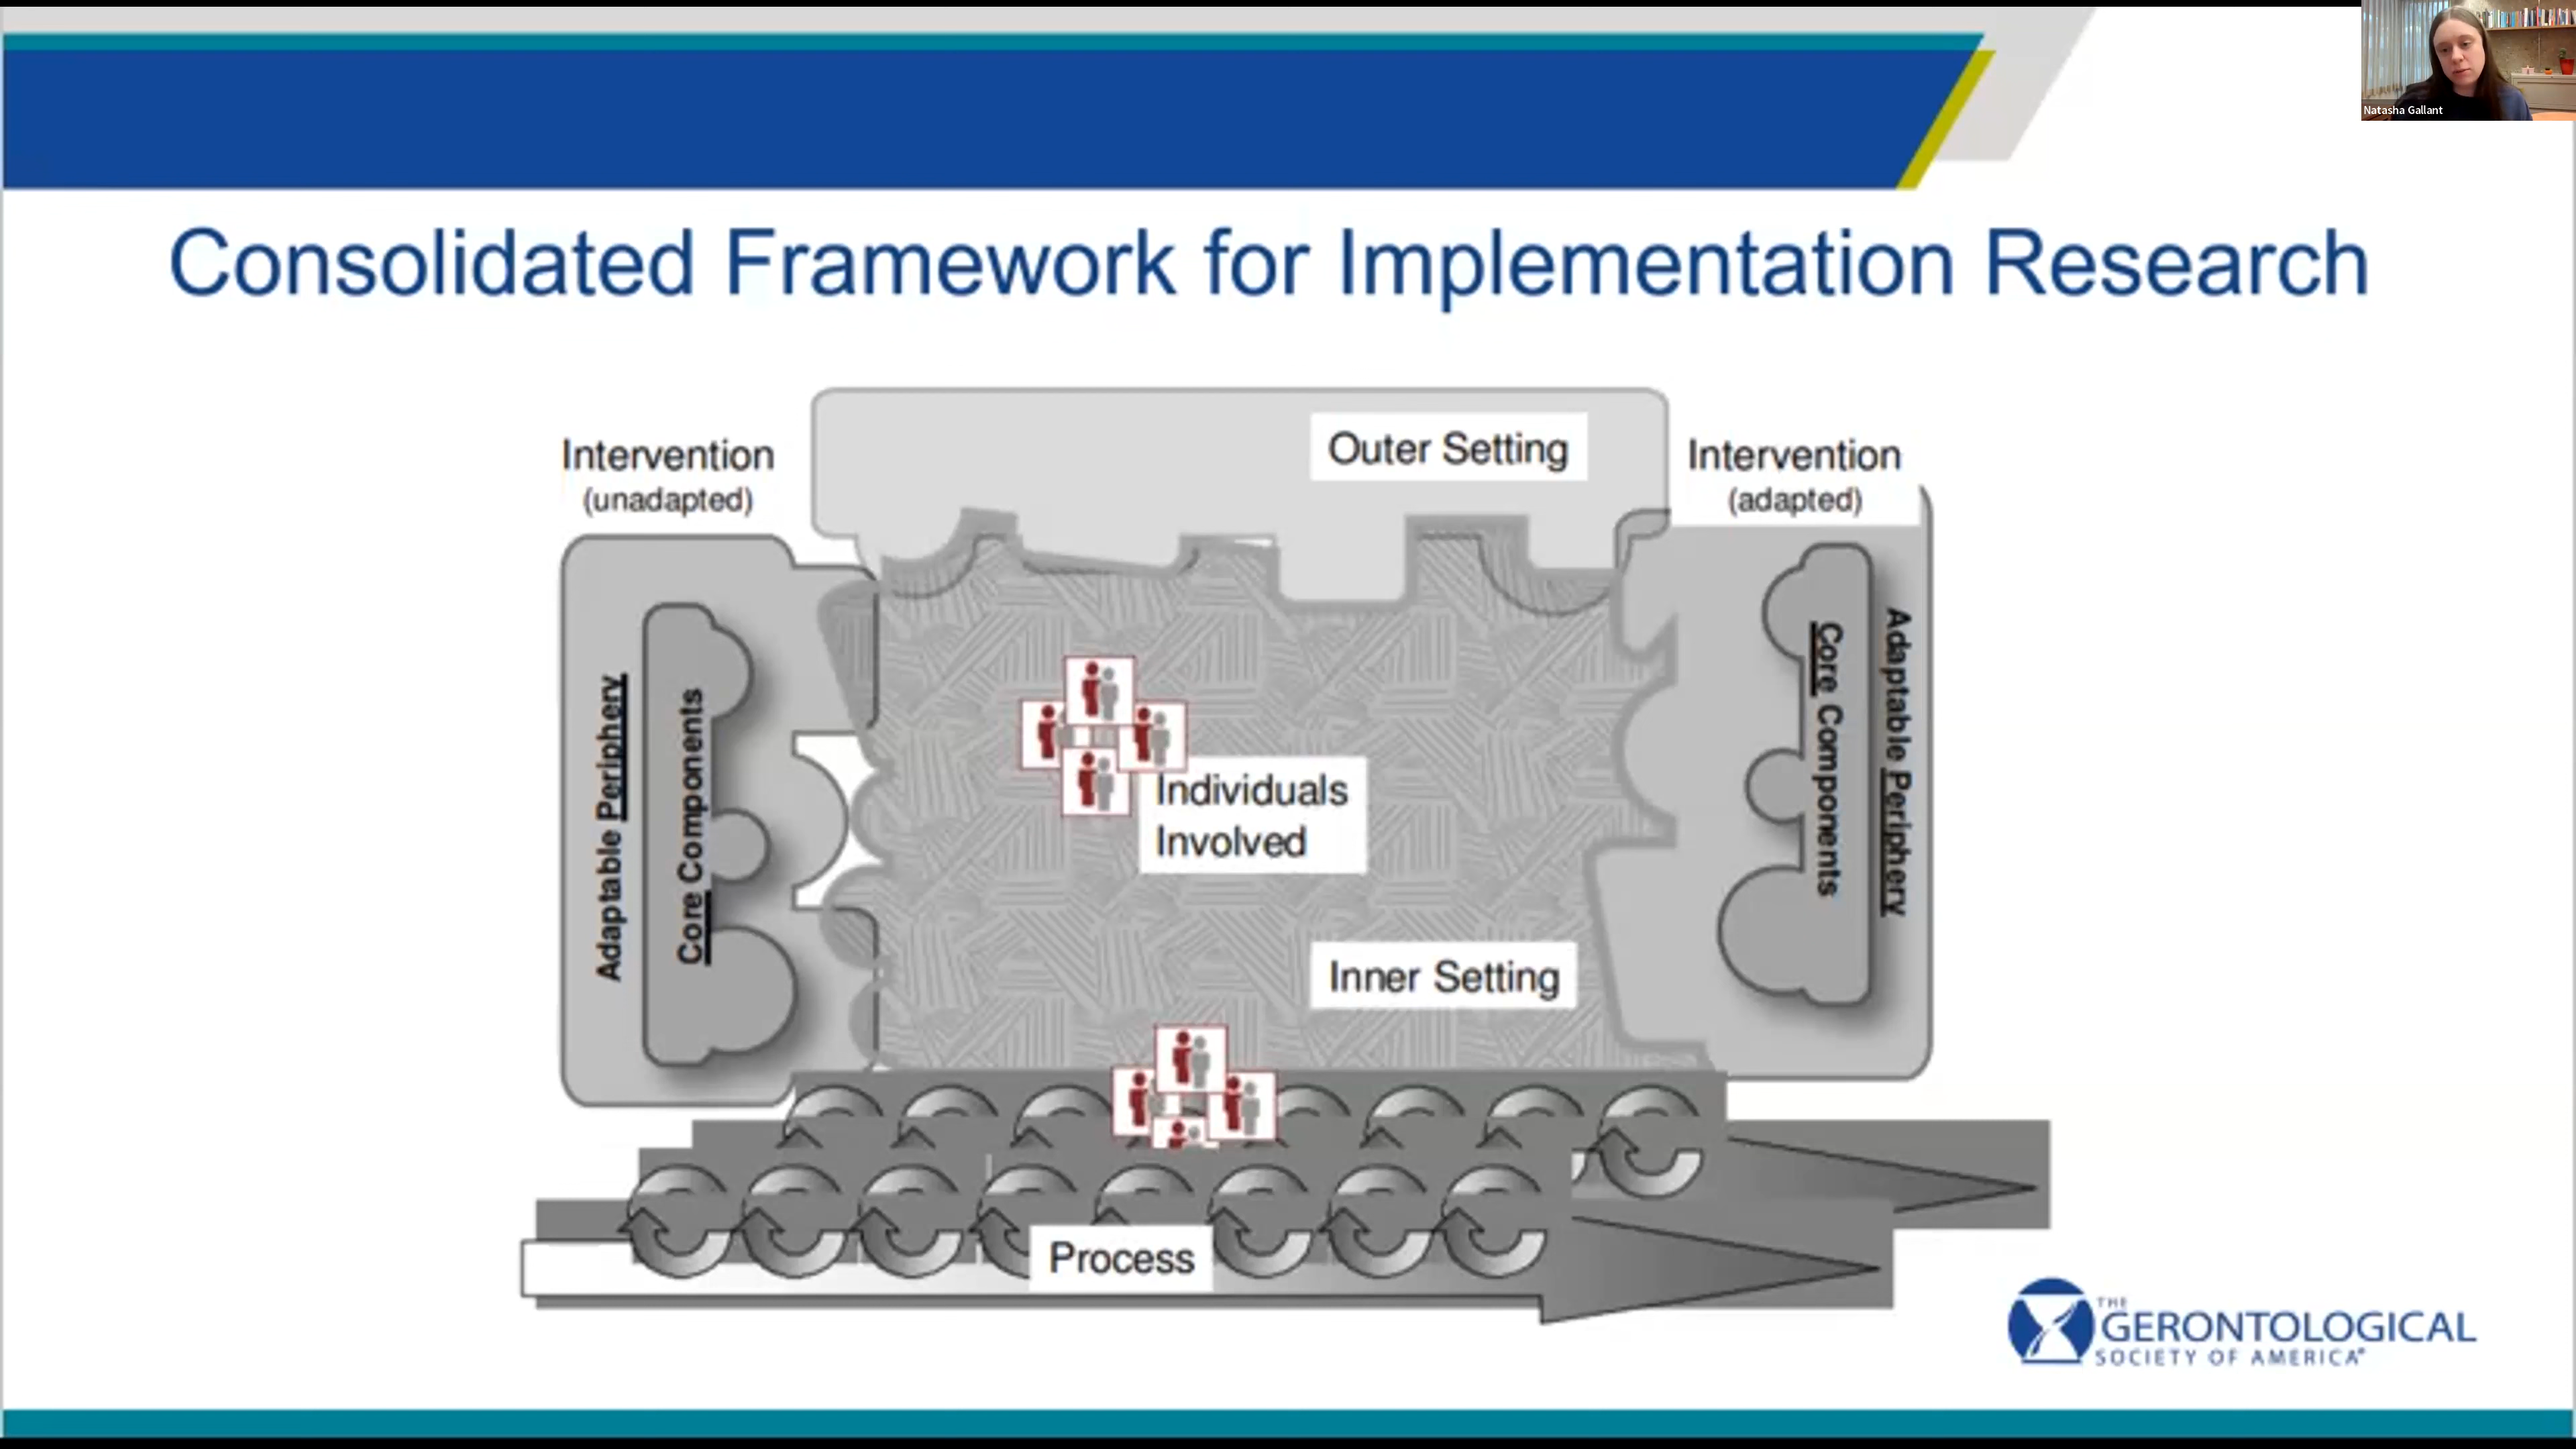 Natasha Gallant
Consolidated Framework for Implementation Research
Outer Setting
Intervention
(unadapted)
Intervention
(adapted)
Adaptable Periphery
Core Components
Individuals
Involved
Core Components
Adaptable Periphery
Inner Setting
Process
THE
GERONTOLOGICAL
SOCIETY OF AMERICA®